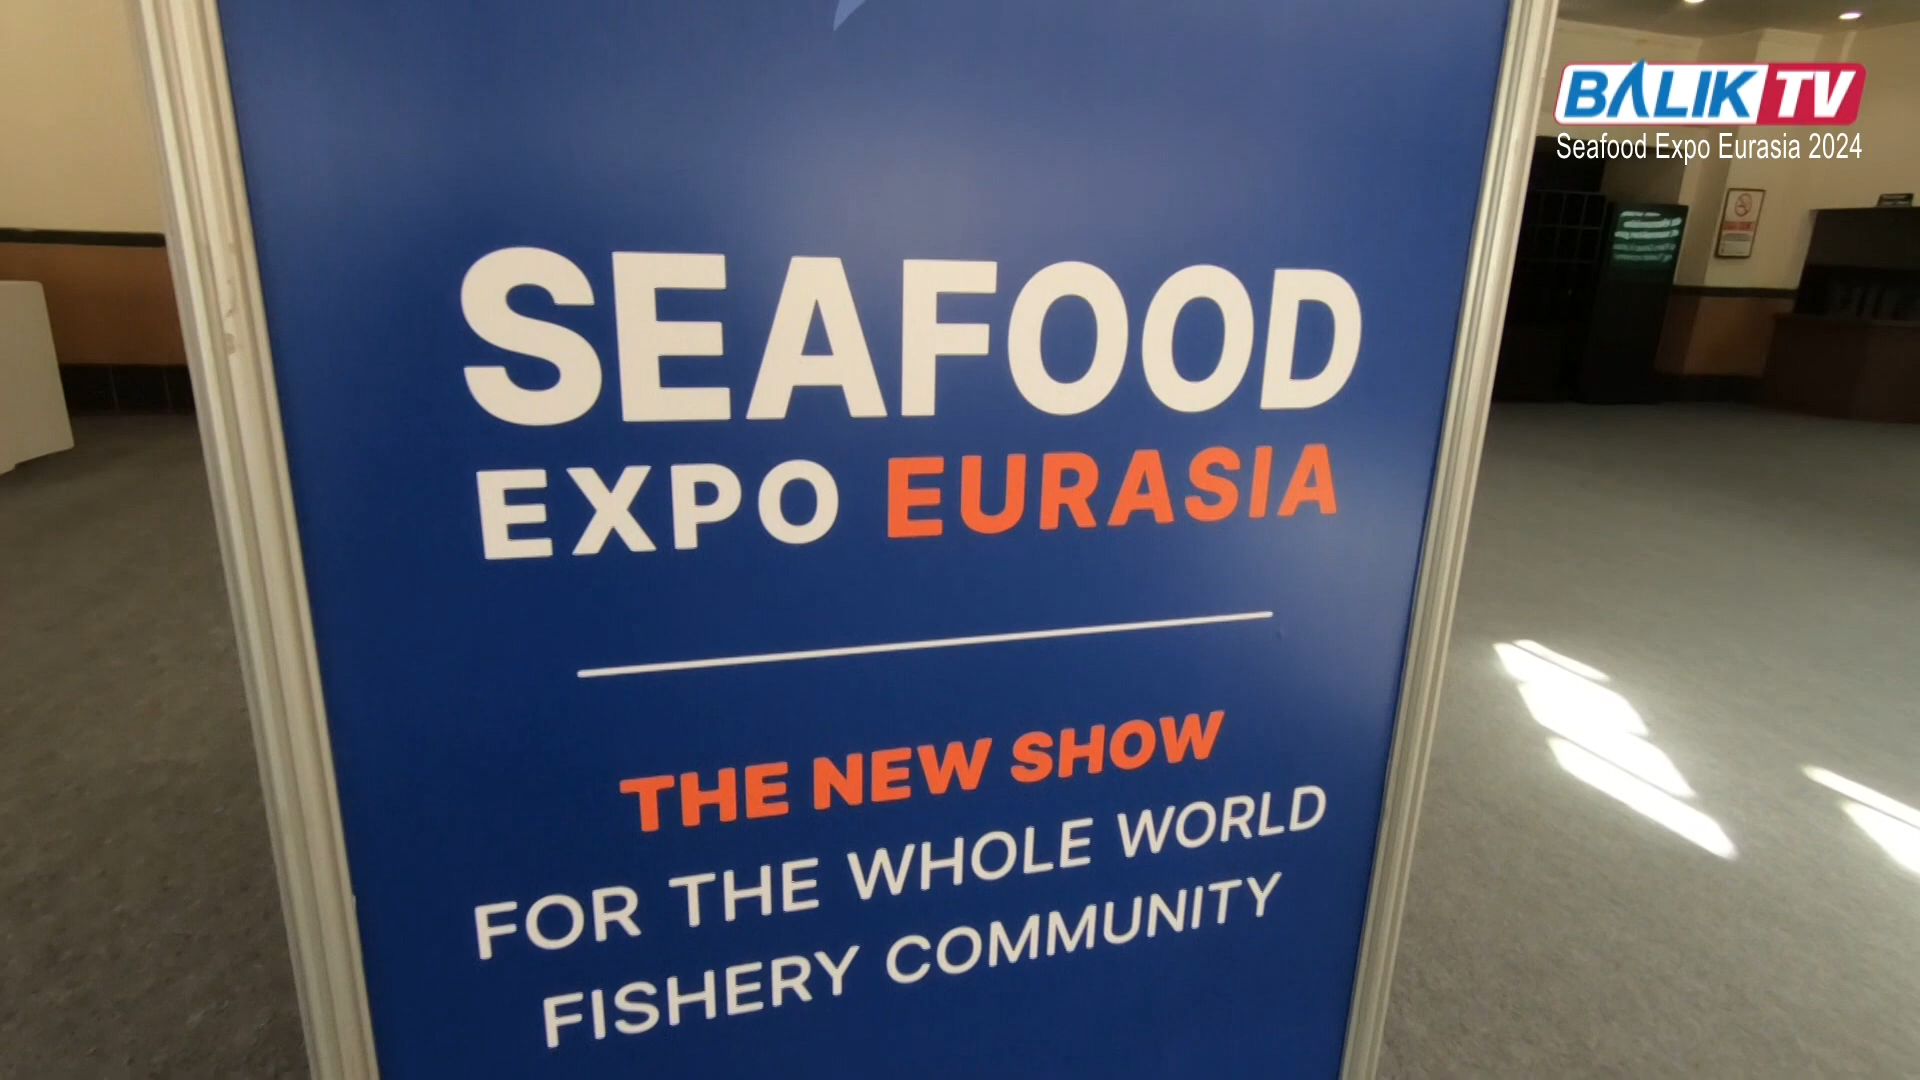 BALIK TV
Seafood Expo Eurasia 2024
SEAFOOD
EXPO EURASIA
THE NEW SHOW
FOR THE WHOLE WORLD
FISHERY COMMUNITY